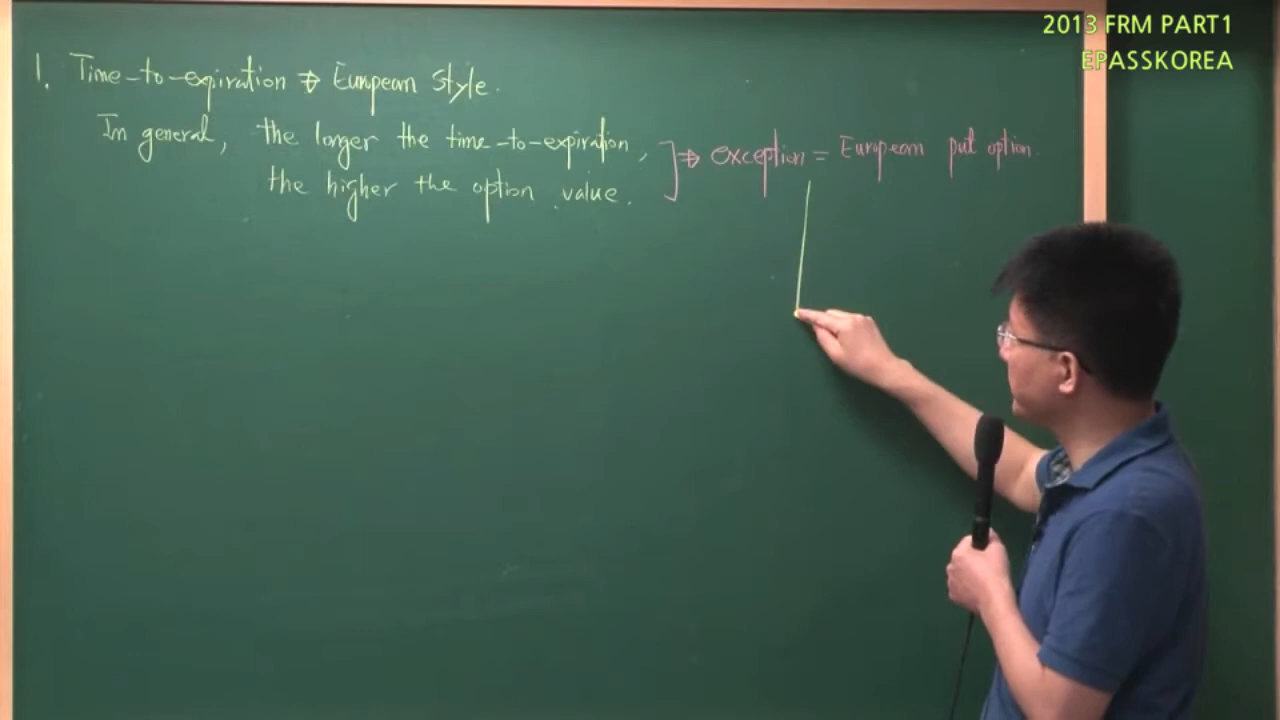 2013 FRM PART1
EPASSKOREA
1. Time-to-expiration ⇒ European Style.
In general, the longer the time-to-expiration,
the higher the option value.
] ⇒ exception = European put option.